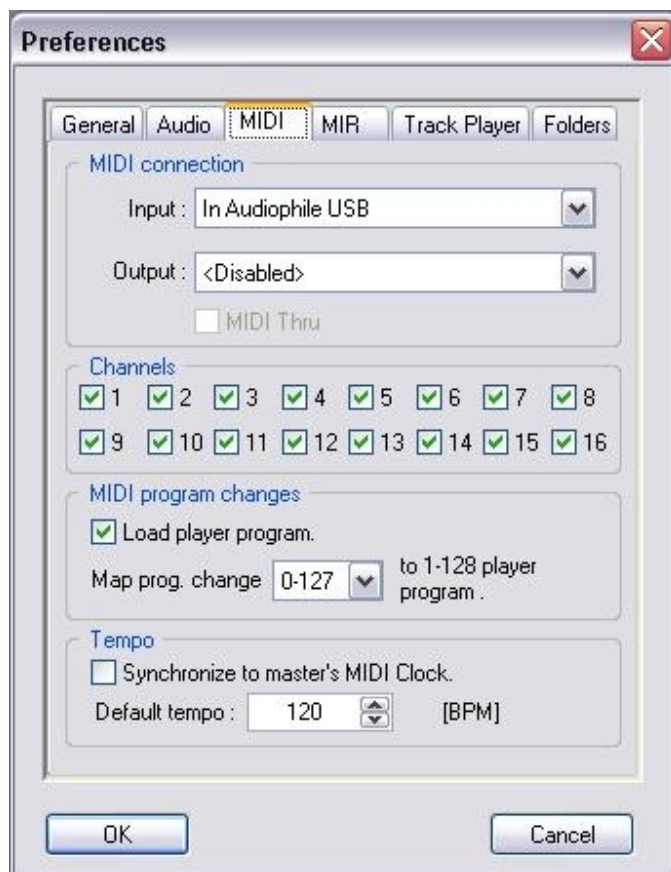 Preferences
General Audio MIDI MIR Track Player Folders
MIDI connection
Input : In Audiophile USB
Output : <Disabled>
MIDI Thru
Channels
1 2 3 4 5 6 7 8
9 10 11 12 13 14 15 16
MIDI program changes
Load player program.
Map prog. change 0-127 to 1-128 player
program .
Tempo
Synchronize to master's MIDI Clock.
Default tempo : 120 [BPM]
OK Cancel